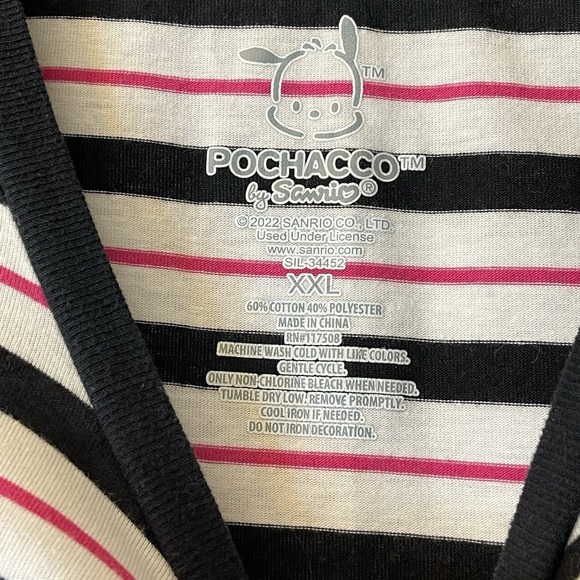 TM
POCHACCO™
by Sanrio®
© 2022 SANRIO CO., LTD.
Used Under License
www.sanrio.com
SIL-34452
XXL
60% COTTON 40% POLYESTER
MADE IN CHINA
RN#117508
MACHINE WASH COLD WITH LIKE COLORS.
GENTLE CYCLE.
ONLY NON-CHLORINE BLEACH WHEN NEEDED.
TUMBLE DRY LOW. REMOVE PROMPTLY.
COOL IRON IF NEEDED.
DO NOT IRON DECORATION.